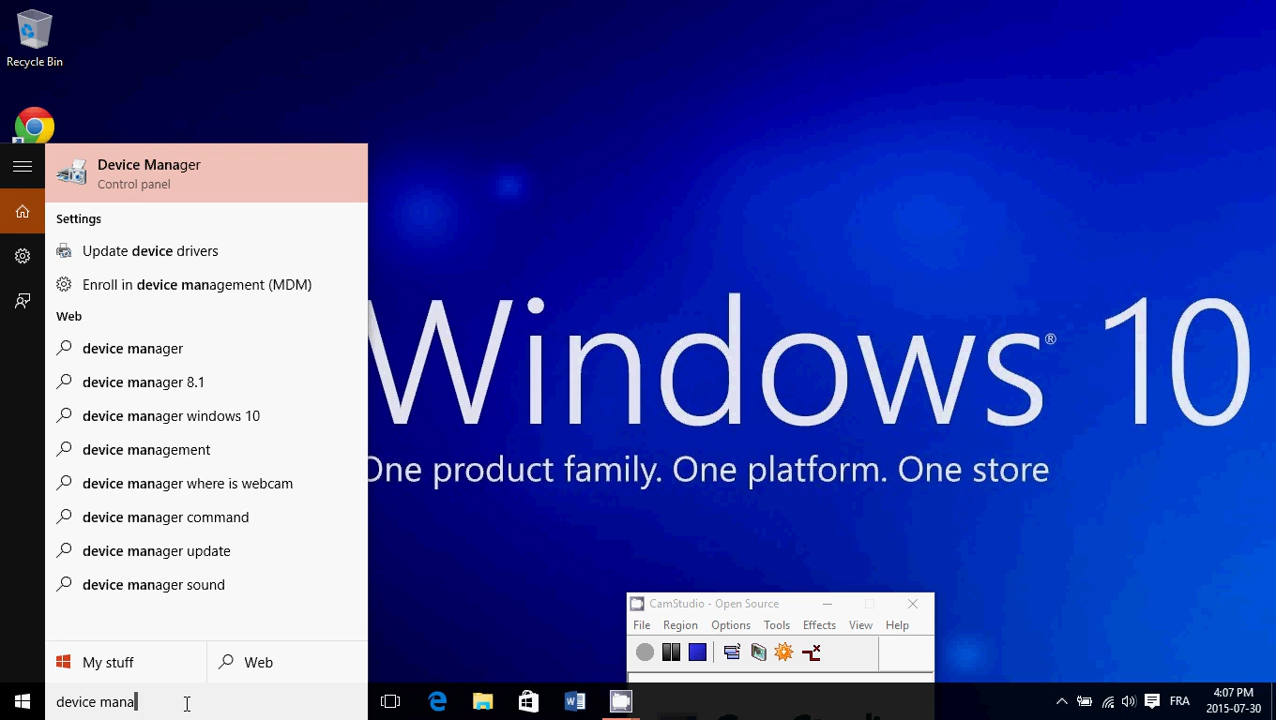 Recycle Bin
Device Manager
Control panel
Settings
Update device drivers
Enroll in device management (MDM)
Web
device manager
device manager 8.1
device manager windows 10
device management
device manager where is webcam
device manager command
device manager update
device manager sound
My stuff
Web
device mana
Windows® 10
One product family. One platform. One store
CamStudio - Open Source
File Region Options Tools Effects View Help
FRA
4:07 PM
2015-07-30